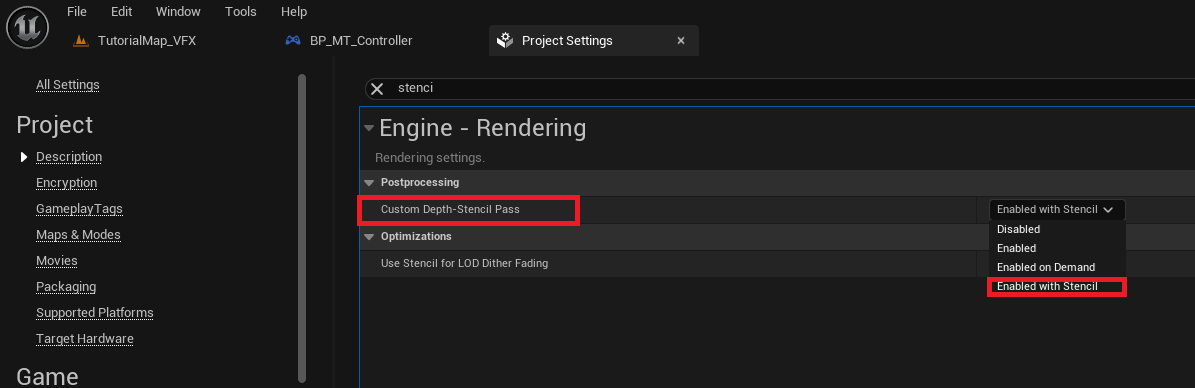 File Edit Window Tools Help
TutorialMap_VFX BP_MT_Controller Project Settings
All Settings
Project
Description
Encryption
GameplayTags
Maps & Modes
Movies
Packaging
Supported Platforms
Target Hardware
Game
stenci
Engine - Rendering
Rendering settings.
Postprocessing
Custom Depth-Stencil Pass Enabled with Stencil
Disabled
Enabled
Enabled on Demand
Enabled with Stencil
Optimizations
Use Stencil for LOD Dither Fading